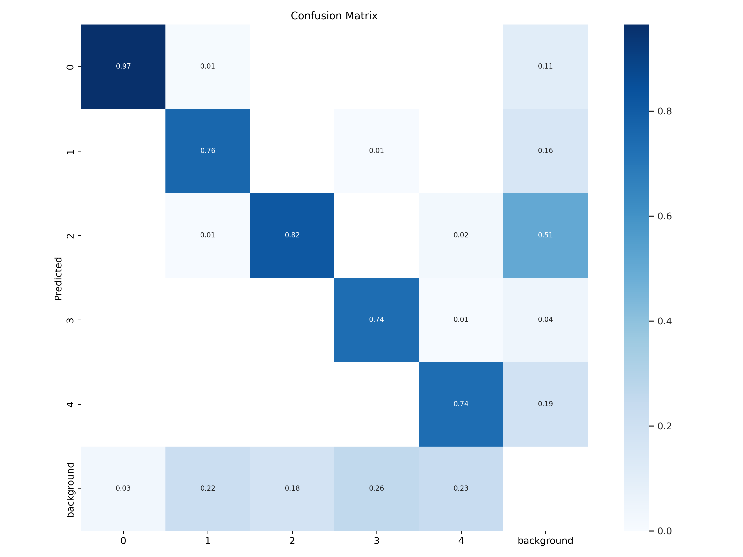 Confusion Matrix
0 0.97 0.01 0.11
1 0.76 0.01 0.16
2 0.01 0.82 0.02 0.51
3 0.74 0.01 0.04
4 0.74 0.19
background 0.03 0.22 0.18 0.26 0.23
0 1 2 3 4 background
Predicted
0.8
0.6
0.4
0.2
0.0